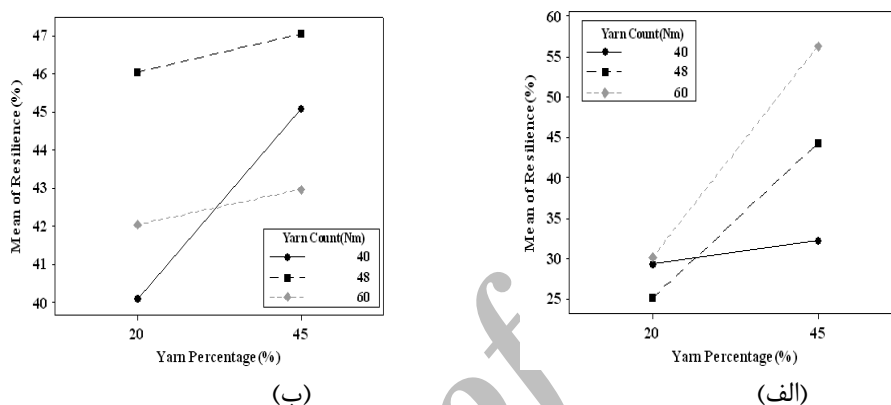 Mean of Resilience (%)
47
46
45
44
43
42
41
40
Yarn Count(Nm)
40
48
60
20
45
Yarn Percentage (%)
(ب)
Mean of Resilience (%)
60
55
50
45
40
35
30
25
Yarn Count(Nm)
40
48
60
20
45
Yarn Percentage (%)
(الف)
of